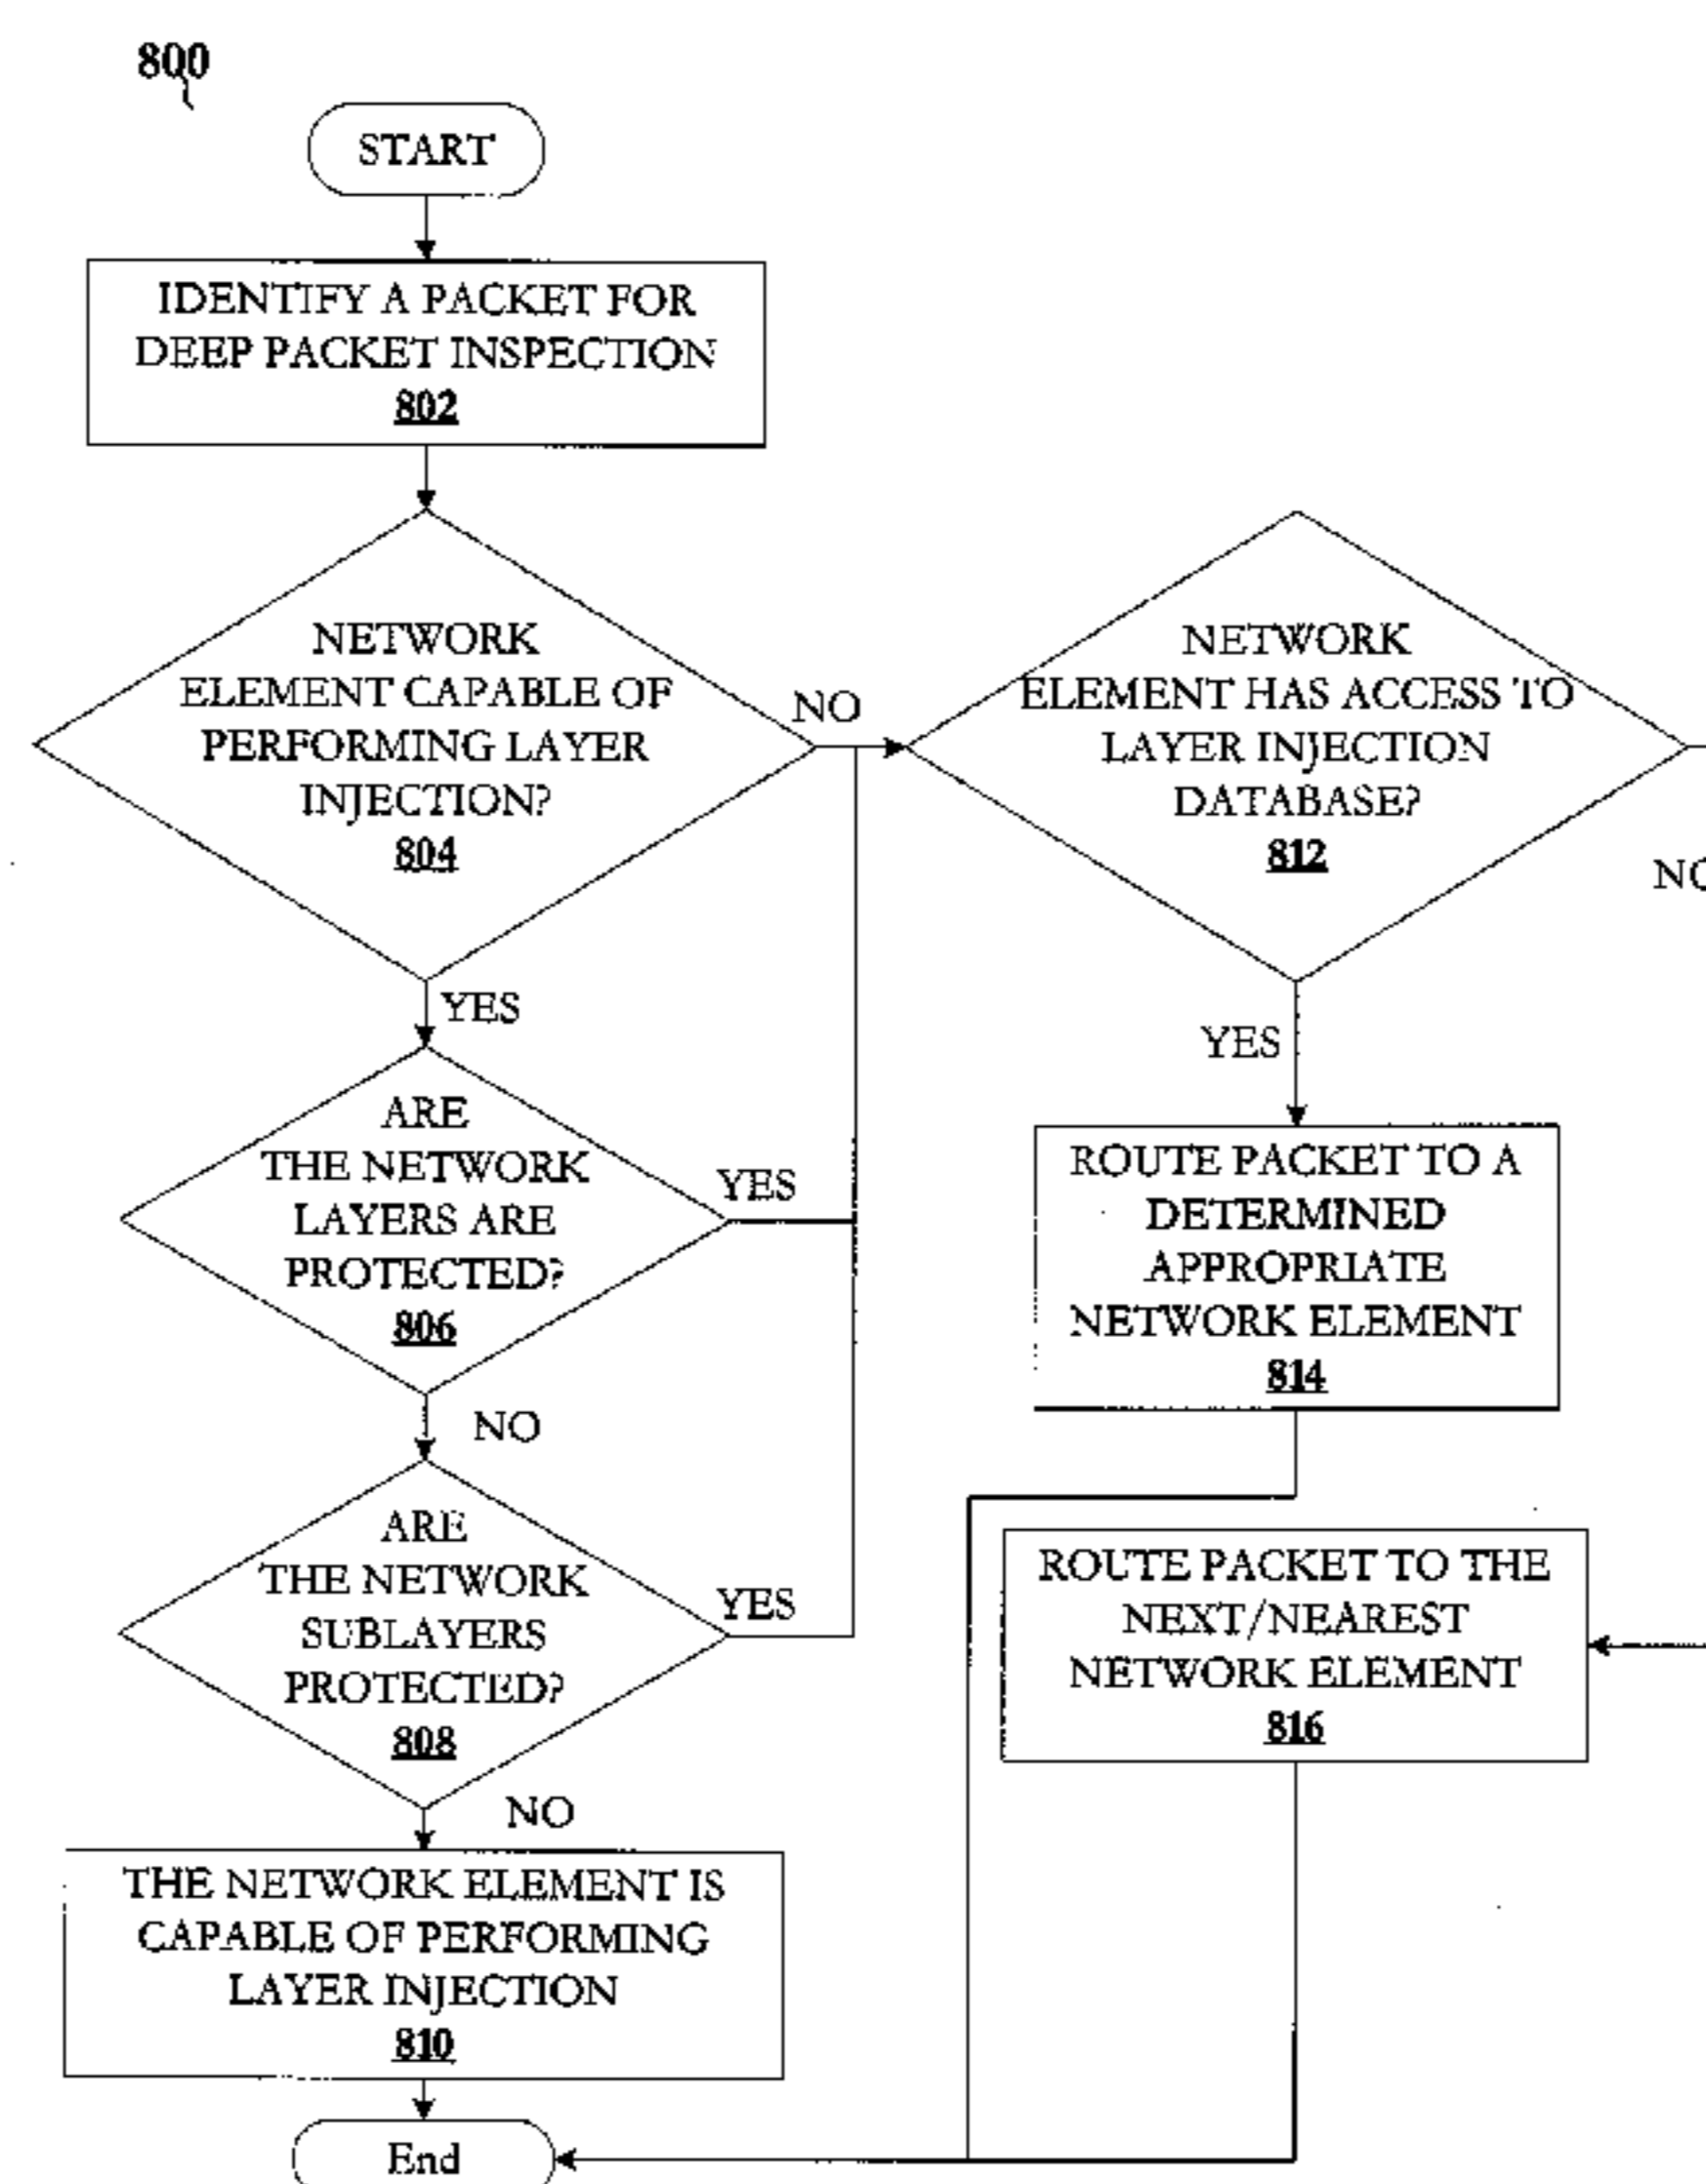 800
START
IDENTIFY A PACKET FOR
DEEP PACKET INSPECTION
802
NETWORK
ELEMENT CAPABLE OF
PERFORMING LAYER
INJECTION?
804
NO
YES
NETWORK
ELEMENT HAS ACCESS TO
LAYER INJECTION
DATABASE?
812
NO
YES
ARE
THE NETWORK
LAYERS ARE
PROTECTED?
806
YES
NO
ROUTE PACKET TO A
DETERMINED
APPROPRIATE
NETWORK ELEMENT
814
ARE
THE NETWORK
SUBLAYERS
PROTECTED?
808
YES
NO
ROUTE PACKET TO THE
NEXT/NEAREST
NETWORK ELEMENT
816
THE NETWORK ELEMENT IS
CAPABLE OF PERFORMING
LAYER INJECTION
810
End